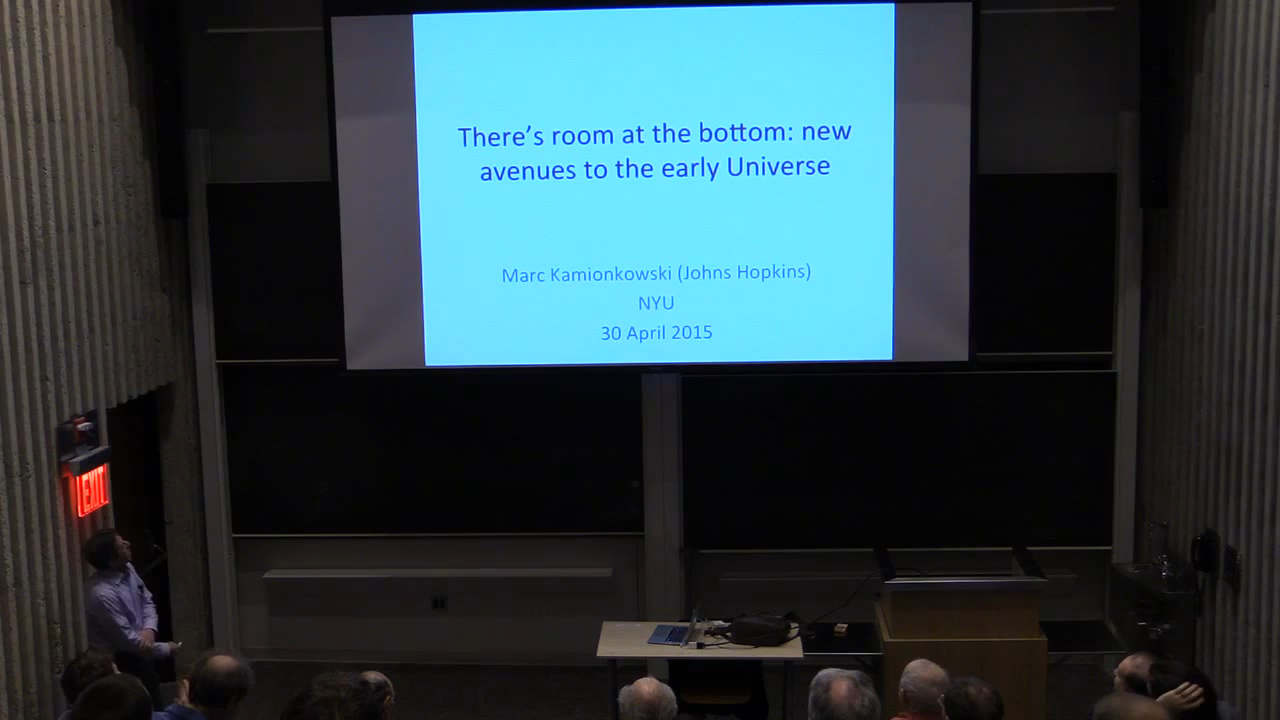 There's room at the bottom: new
avenues to the early Universe
Marc Kamionkowski (Johns Hopkins)
NYU
30 April 2015
EXIT